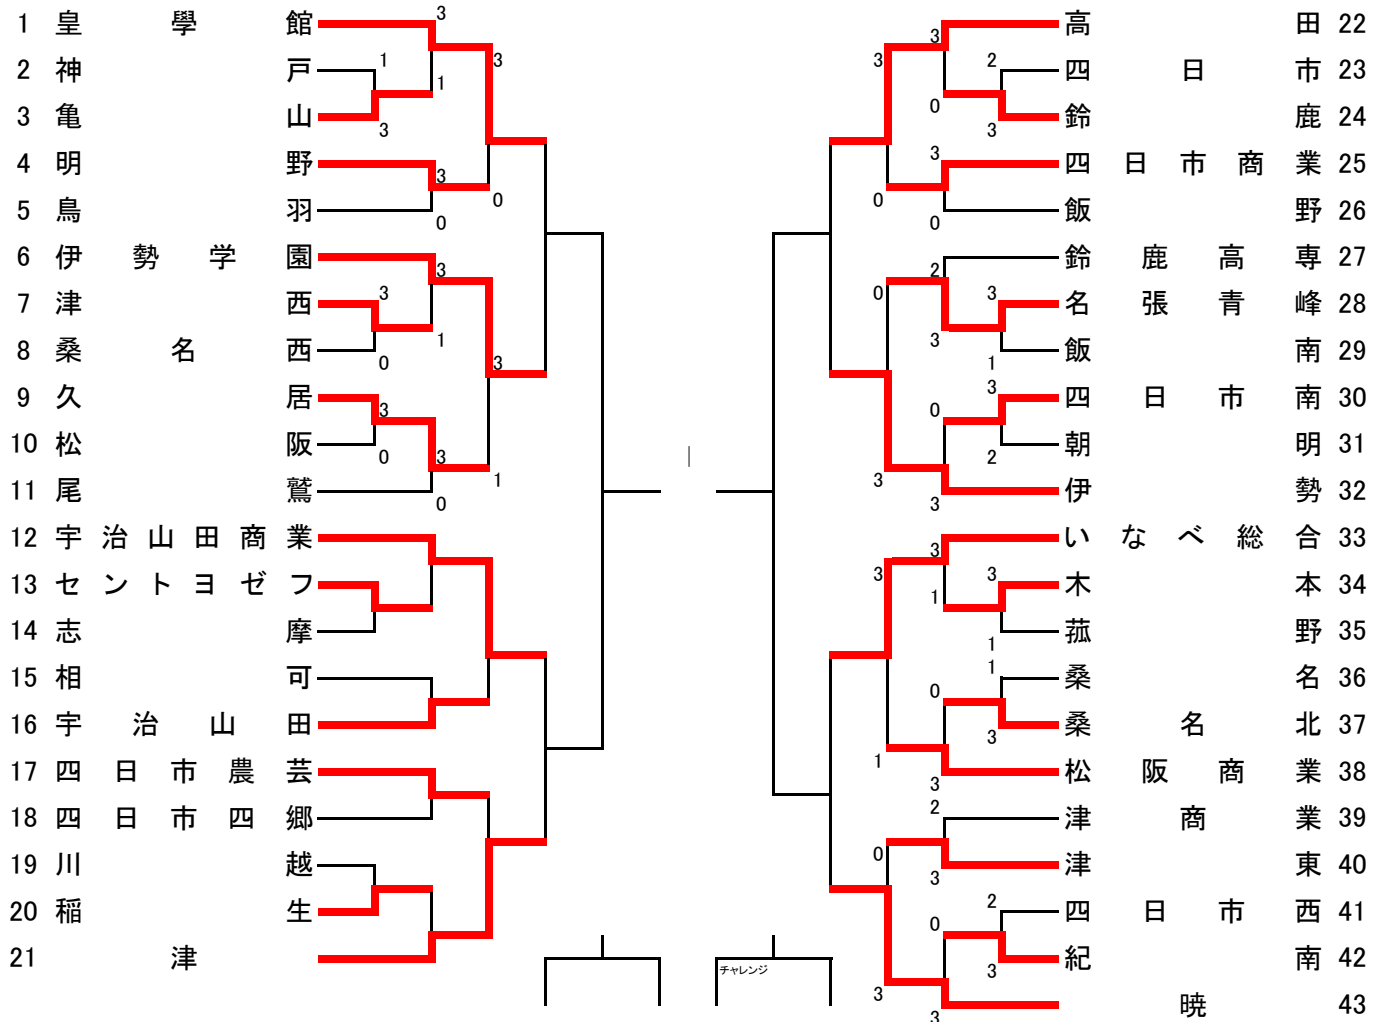 1 皇學館
2 神戸
3 亀山
4 明野
5 鳥羽
6 伊勢学園
7 津西
8 桑名西
9 久居
10 松阪
11 尾鷲
12 宇治山田商業
13 セントヨゼフ
14 志摩
15 相可
16 宇治山田
17 四日市農芸
18 四日市四郷
19 川越
20 稲生
21 津
3
1
3
1
3
3
0
0
3
3
0
1
3
3
0
3
0
1
高田 22
四日市 23
鈴鹿 24
四日市商業 25
飯野 26
鈴鹿高専 27
名張青峰 28
飯南 29
四日市南 30
朝明 31
伊勢 32
いなべ総合 33
木本 34
菰野 35
桑名 36
桑名北 37
松阪商業 38
津商業 39
津東 40
四日市西 41
紀南 42
暁 43
3
3
2
0
3
3
0
0
2
0
3
3
1
3
0
2
3
3
3
3
3
1
1
1
0
3
1
3
2
0
3
2
0
3
3
3
チャレンジ